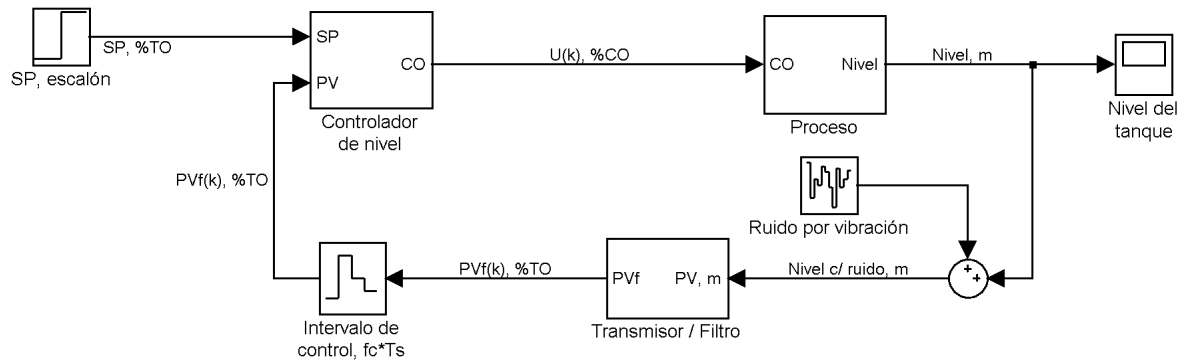 SP, escalón
SP, %TO
SP
PV
CO
Controlador
de nivel
U(k), %CO
CO
Nivel
Proceso
Nivel, m
Nivel del
tanque
PVf(k), %TO
Ruido por vibración
Intervalo de
control, fc*Ts
PVf(k), %TO
PVf
PV, m
Transmisor / Filtro
Nivel c/ ruido, m
+
+